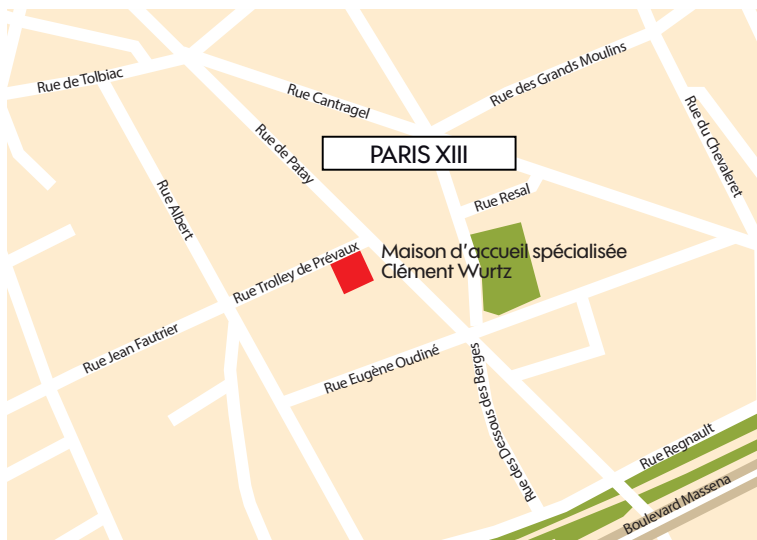 Rue de Tolbiac
Rue Cantragel
Rue des Grands Moulins
Rue du Chevaleret
Rue de Patay
PARIS XIII
Rue Albert
Rue Resal
Rue Trolley de Prévaux
Maison d'accueil spécialisée
Clément Wurtz
Rue Jean Fautrier
Rue Eugène Oudiné
Rue des Dessous des Berges
Rue Regnault
Boulevard Massena